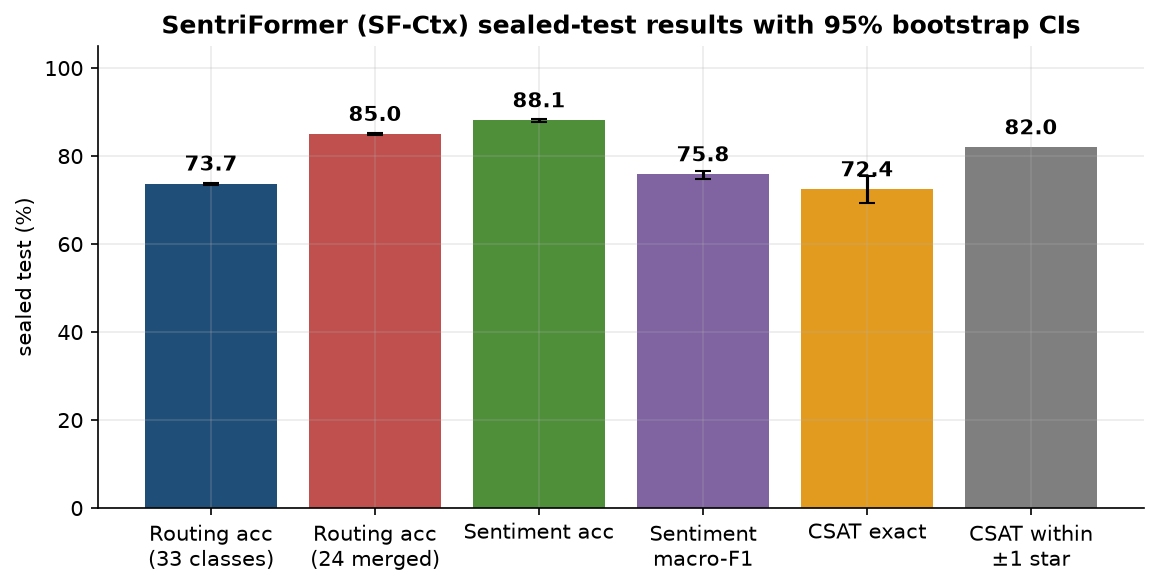 SentriFormer (SF-Ctx) sealed-test results with 95% bootstrap CIs
sealed test (%)
100
80
60
40
20
0
73.7
85.0
88.1
75.8
72.4
82.0
Routing acc
(33 classes)
Routing acc
(24 merged)
Sentiment acc
Sentiment
macro-F1
CSAT exact
CSAT within
±1 star